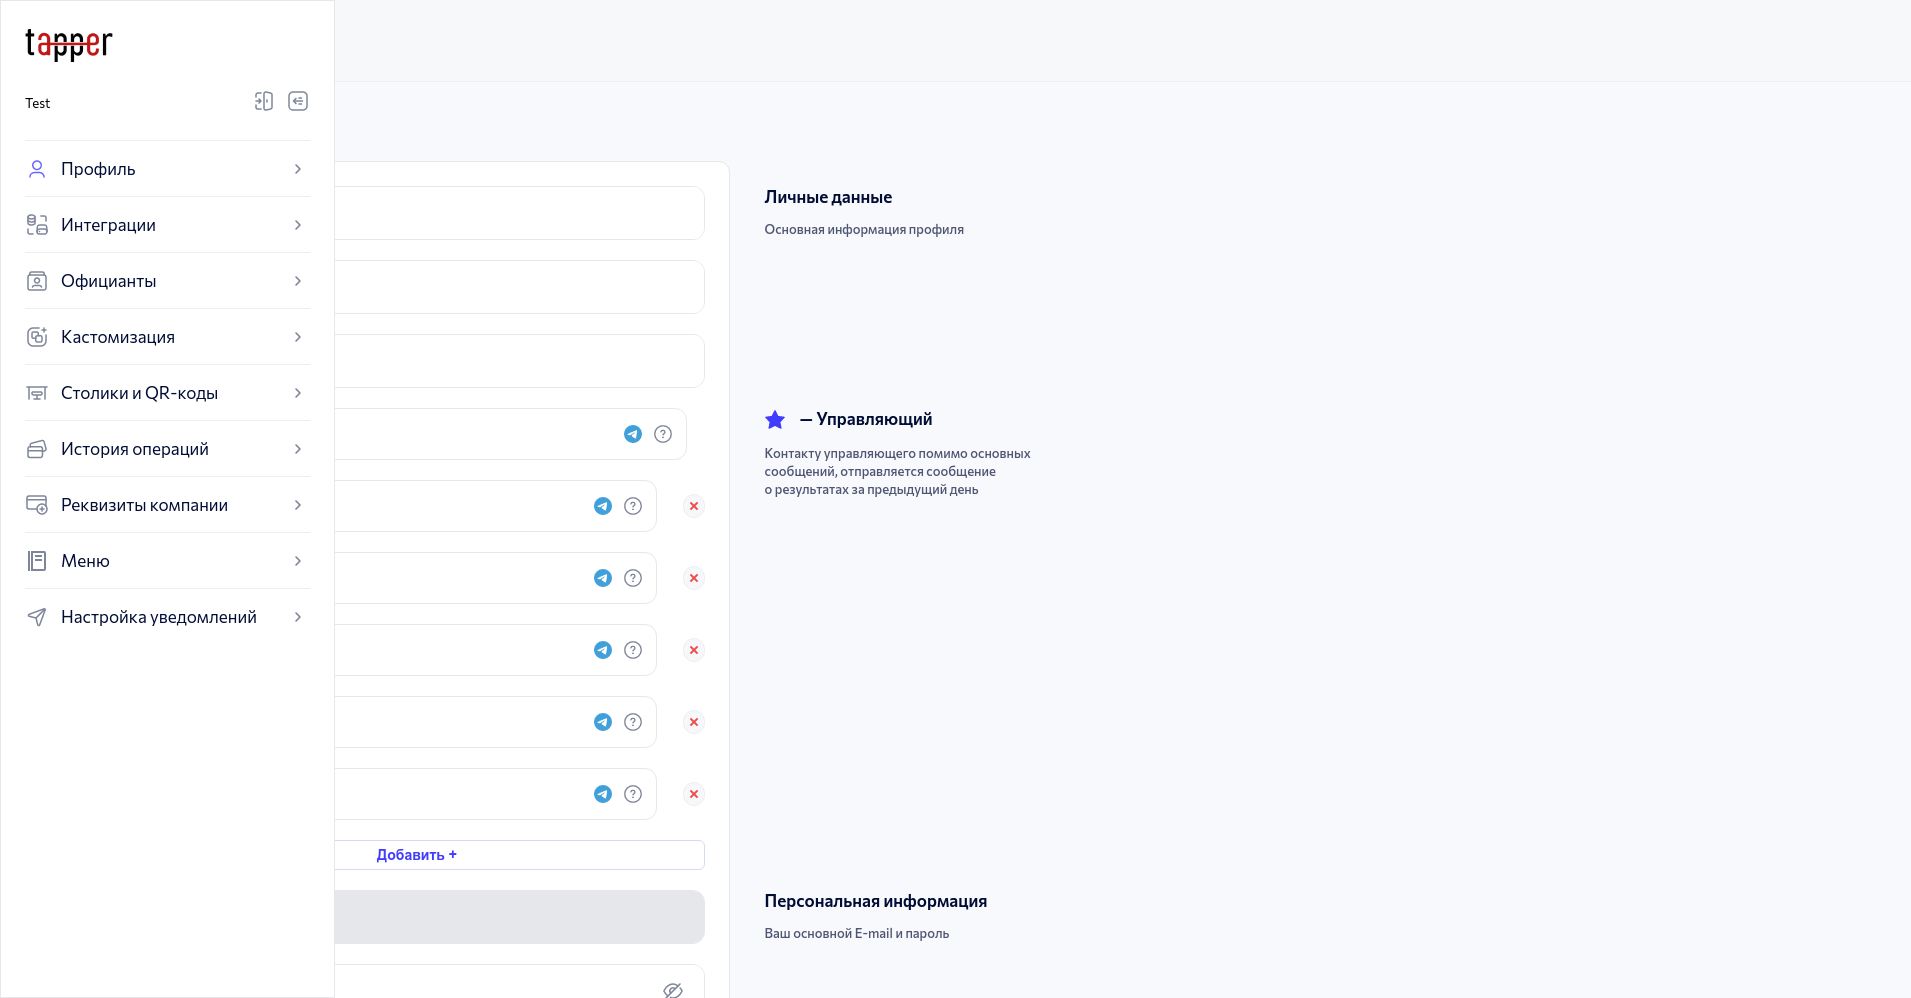 tapper
Test
Профиль
Интеграции
Официанты
Кастомизация
Столики и QR-коды
История операций
Реквизиты компании
Меню
Настройка уведомлений
Добавить +
Личные данные
Основная информация профиля
— Управляющий
Контакту управляющего помимо основных
сообщений, отправляется сообщение
о результатах за предыдущий день
Персональная информация
Ваш основной E-mail и пароль